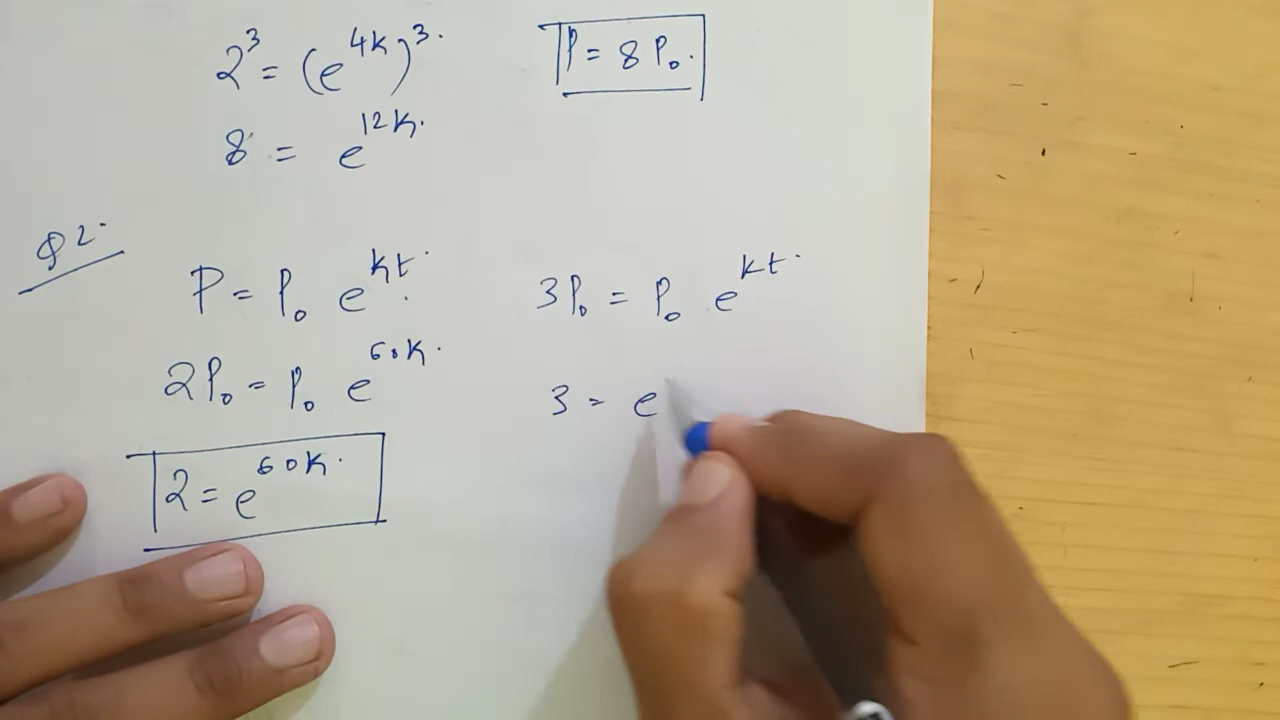 2³ = (e^{4k})³.
P = 8 P₀.
8 = e^{12k}.
Q2.
P = P₀ e^{kt}.
3P₀ = P₀ e^{kt}.
2P₀ = P₀ e^{60k}.
3 = e
2 = e^{60k}.